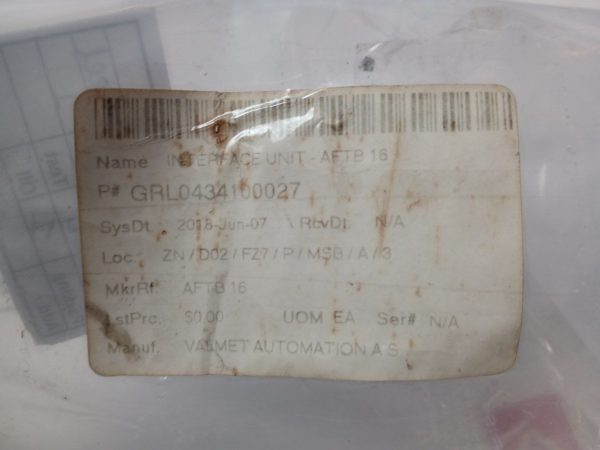 Name INTERFACE UNIT - AFTB 16
P# GRL0434100027
SysDt. 2018-Jun-07 \ RcvDt. N/A
Loc. ZN / D02 / FZ7 / P / MSB / A / 3
MkrRf. AFTB 16
LstPrc. $0.00 UOM EA Ser# N/A
Manuf. VALMET AUTOMATION A S